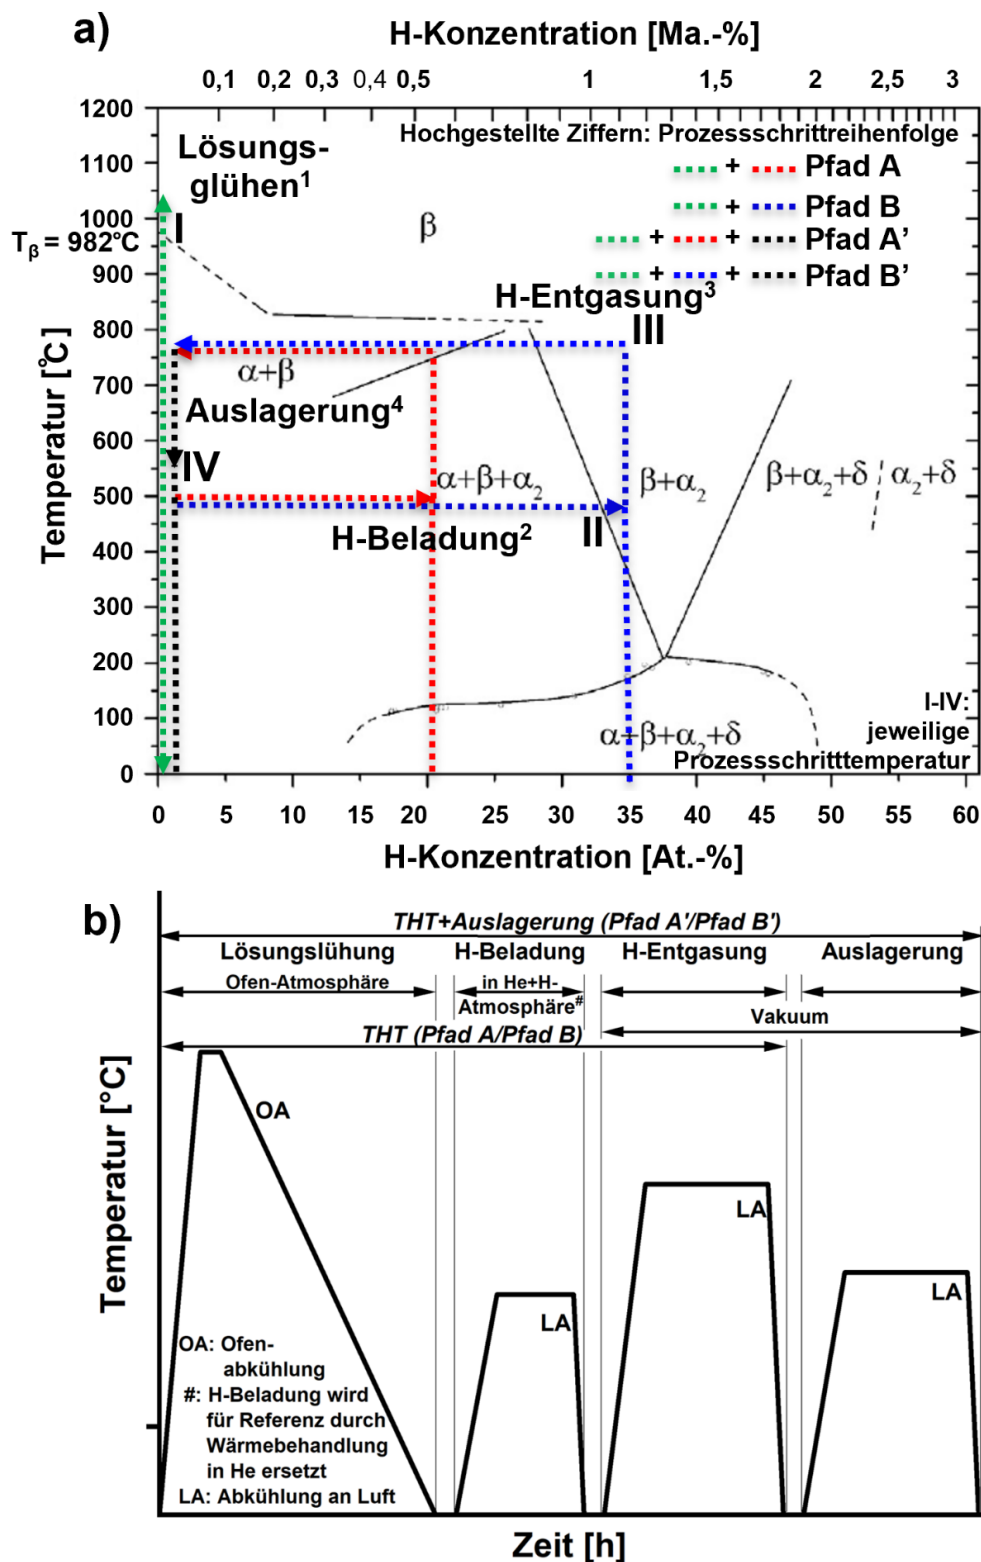 a)
H-Konzentration [Ma.-%]
0,1 0,2 0,3 0,4 0,5 1 1,5 2 2,5 3
1200
1100
1000
900
800
700
600
500
400
300
200
100
0
Temperatur [℃]
Tβ = 982°C
Hochgestellte Ziffern: Prozessschrittreihenfolge
+ Pfad A
+ Pfad B
+ + Pfad A'
+ + Pfad B'
Lösungs-
glühen¹
I
β
H-Entgasung³
III
α+β
Auslagerung⁴
IV
α+β+α₂
β+α₂
β+α₂+δ
α₂+δ
H-Beladung²
II
α+β+α₂+δ
I-IV:
jeweilige
Prozessschritttemperatur
0 5 10 15 20 25 30 35 40 45 50 55 60
H-Konzentration [At.-%]
b)
THT+Auslagerung (Pfad A'/Pfad B')
Lösungslühung H-Beladung H-Entgasung Auslagerung
Ofen-Atmosphäre
in He+H-
Atmosphäre#
Vakuum
THT (Pfad A/Pfad B)
Temperatur [°C]
OA
LA
LA
LA
OA: Ofen-
abkühlung
#: H-Beladung wird
für Referenz durch
Wärmebehandlung
in He ersetzt
LA: Abkühlung an Luft
Zeit [h]